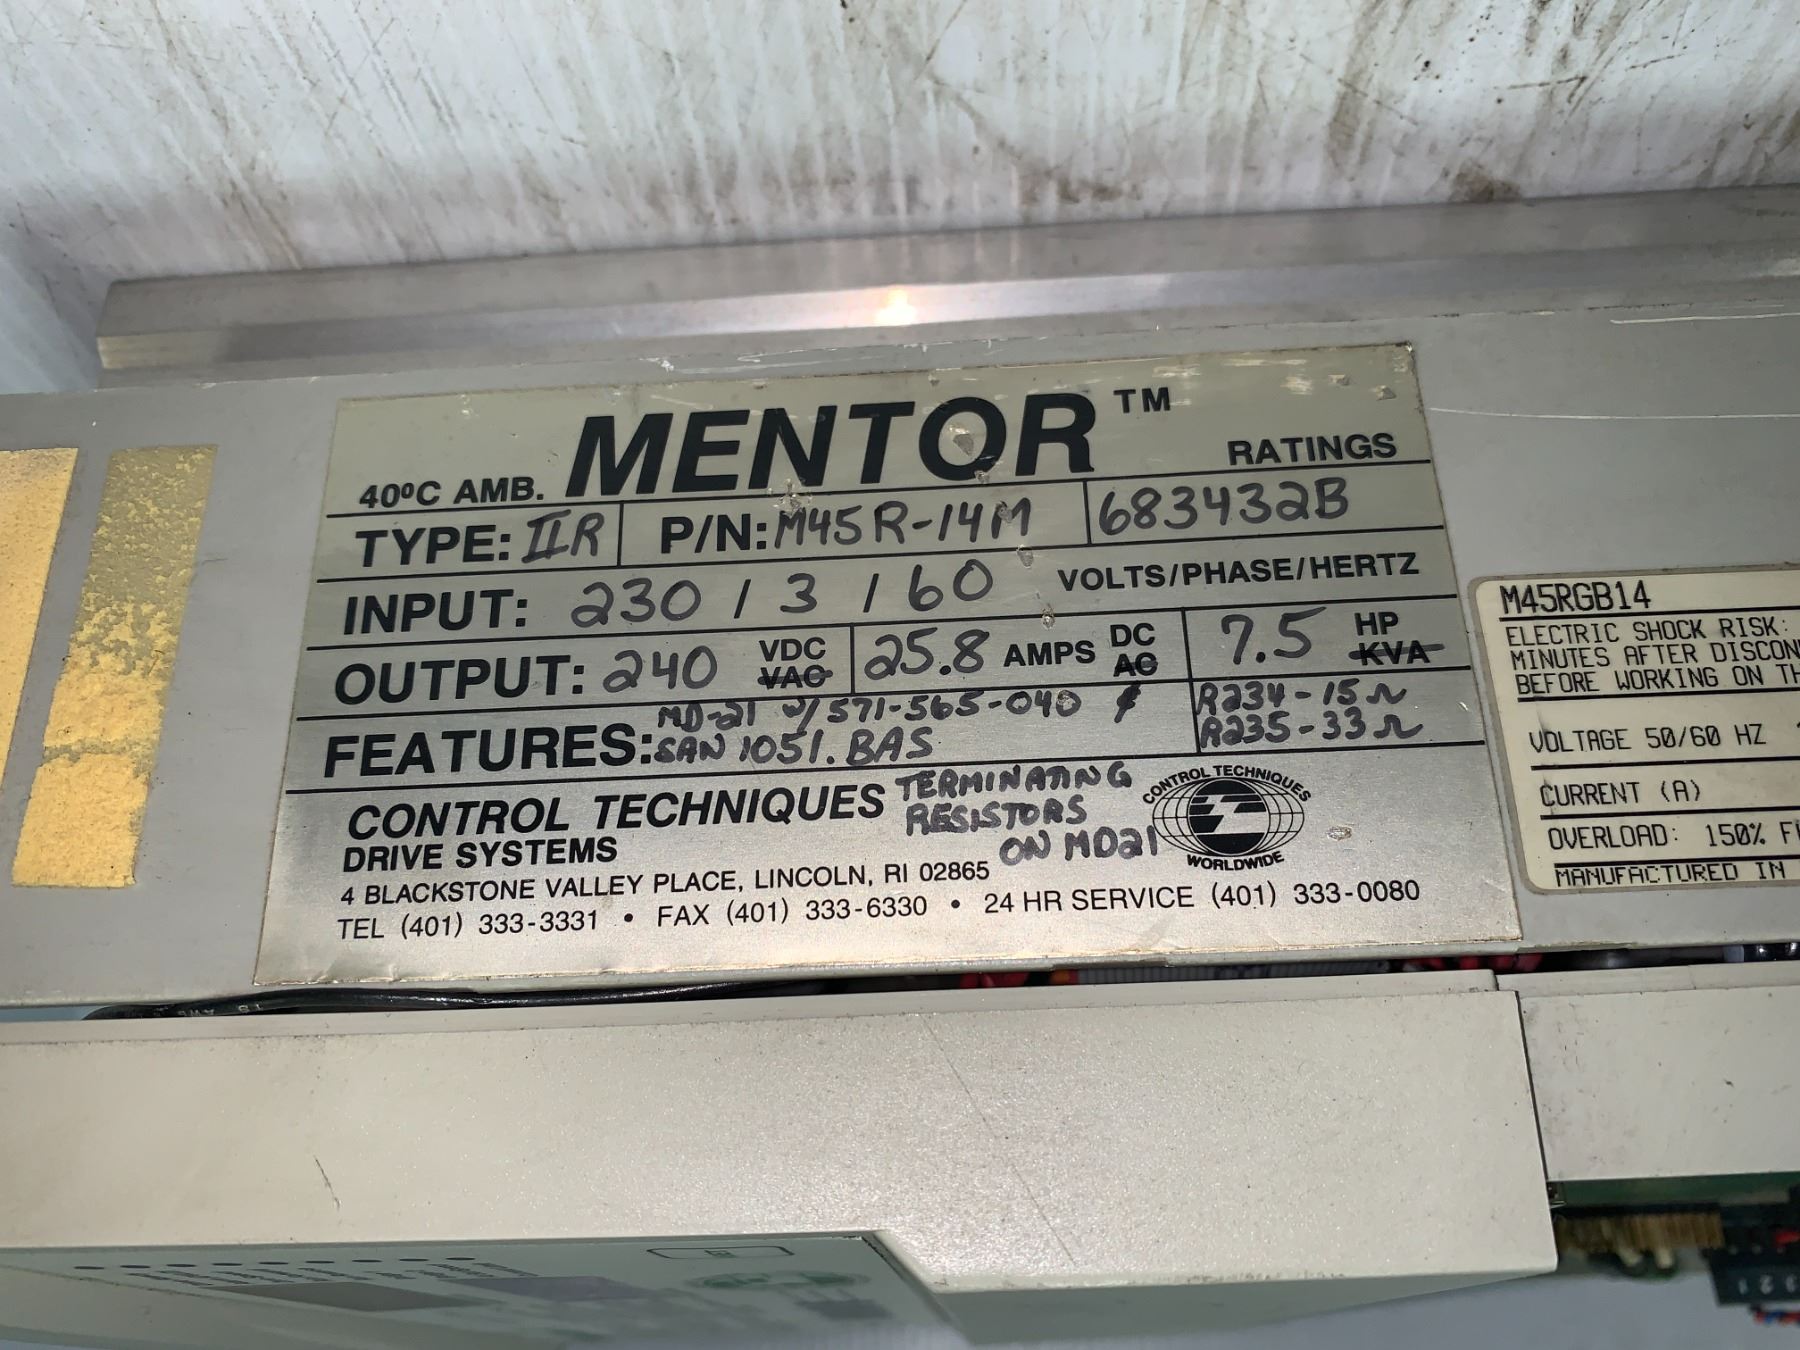 MENTOR™
40ºC AMB. RATINGS
TYPE: IIR P/N: M45R-14M 683432B
INPUT: 230 / 3 / 60 VOLTS/PHASE/HERTZ
OUTPUT: 240 VDC VAC 25.8 AMPS DC AC 7.5 HP KVA
FEATURES: MD-21 W/571-565-040 &
SAN 1051.BAS
R234-15Ω
R235-33Ω
CONTROL TECHNIQUES
DRIVE SYSTEMS
TERMINATING
RESISTORS
ON MD21
CONTROL TECHNIQUES
WORLDWIDE
4 BLACKSTONE VALLEY PLACE, LINCOLN, RI 02865
TEL (401) 333-3331 • FAX (401) 333-6330 • 24 HR SERVICE (401) 333-0080
M45RGB14
ELECTRIC SHOCK RISK:
MINUTES AFTER DISCON
BEFORE WORKING ON TH
VOLTAGE 50/60 HZ
CURRENT (A)
OVERLOAD: 150% F
MANUFACTURED IN